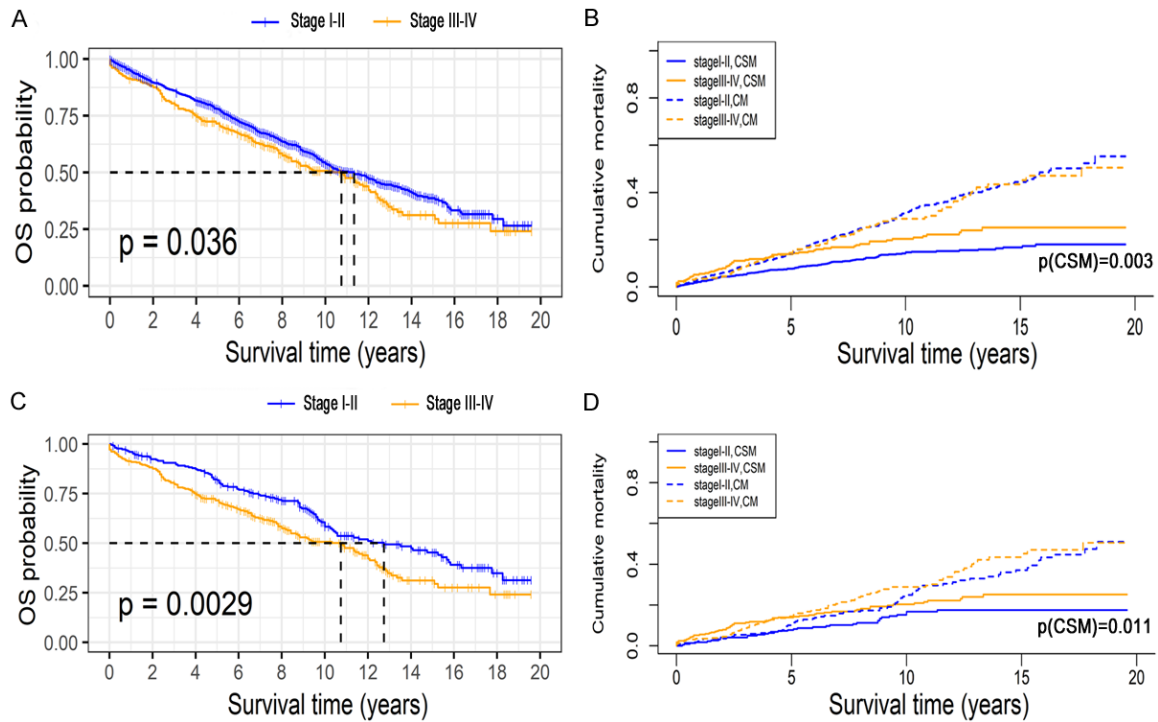 A
Stage I-II
Stage III-IV
OS probability
1.00
0.75
0.50
0.25
0.00
p = 0.036
0 2 4 6 8 10 12 14 16 18 20
Survival time (years)
B
stageI-II, CSM
stageIII-IV, CSM
stageI-II,CM
stageIII-IV,CM
Cumulative mortality
0.8
0.4
0.0
p(CSM)=0.003
0 5 10 15 20
Survival time (years)
C
Stage I-II
Stage III-IV
OS probability
1.00
0.75
0.50
0.25
0.00
p = 0.0029
0 2 4 6 8 10 12 14 16 18 20
Survival time (years)
D
stageI-II, CSM
stageIII-IV, CSM
stageI-II,CM
stageIII-IV,CM
Cumulative mortality
0.8
0.4
0.0
p(CSM)=0.011
0 5 10 15 20
Survival time (years)